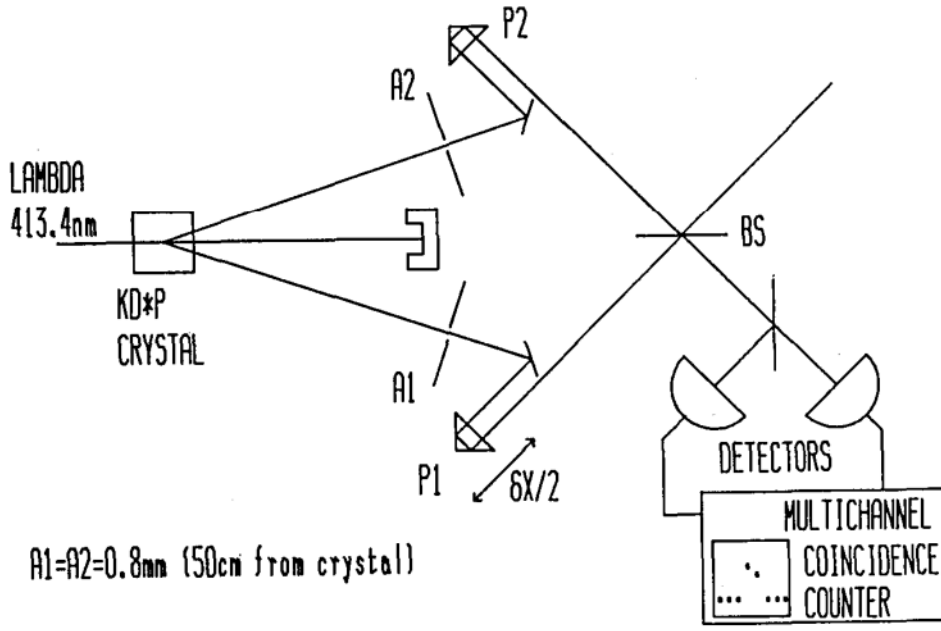 P2
A2
LAMBDA
413.4nm
BS
KD*P
CRYSTAL
A1
P1
δX/2
DETECTORS
MULTICHANNEL
COINCIDENCE
COUNTER
A1=A2=0.8mm (50cm from crystal)